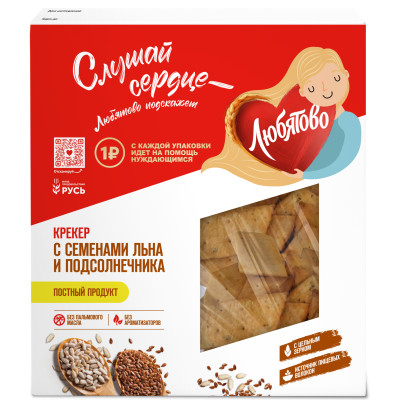 Слушай
сердце—
Любятово подскажет
ЛЮБЯТОВО
1₽
С КАЖДОЙ УПАКОВКИ
ИДЕТ НА ПОМОЩЬ
НУЖДАЮЩИМСЯ
РУСЬ
КРЕКЕР
С СЕМЕНАМИ ЛЬНА
И ПОДСОЛНЕЧНИКА
ПОСТНЫЙ ПРОДУКТ
БЕЗ ПАЛЬМОВОГО
МАСЛА
БЕЗ
АРОМАТИЗАТОРОВ
С ЦЕЛЬНЫМ
ЗЕРНОМ
ИСТОЧНИК ПИЩЕВЫХ
ВОЛОКОН